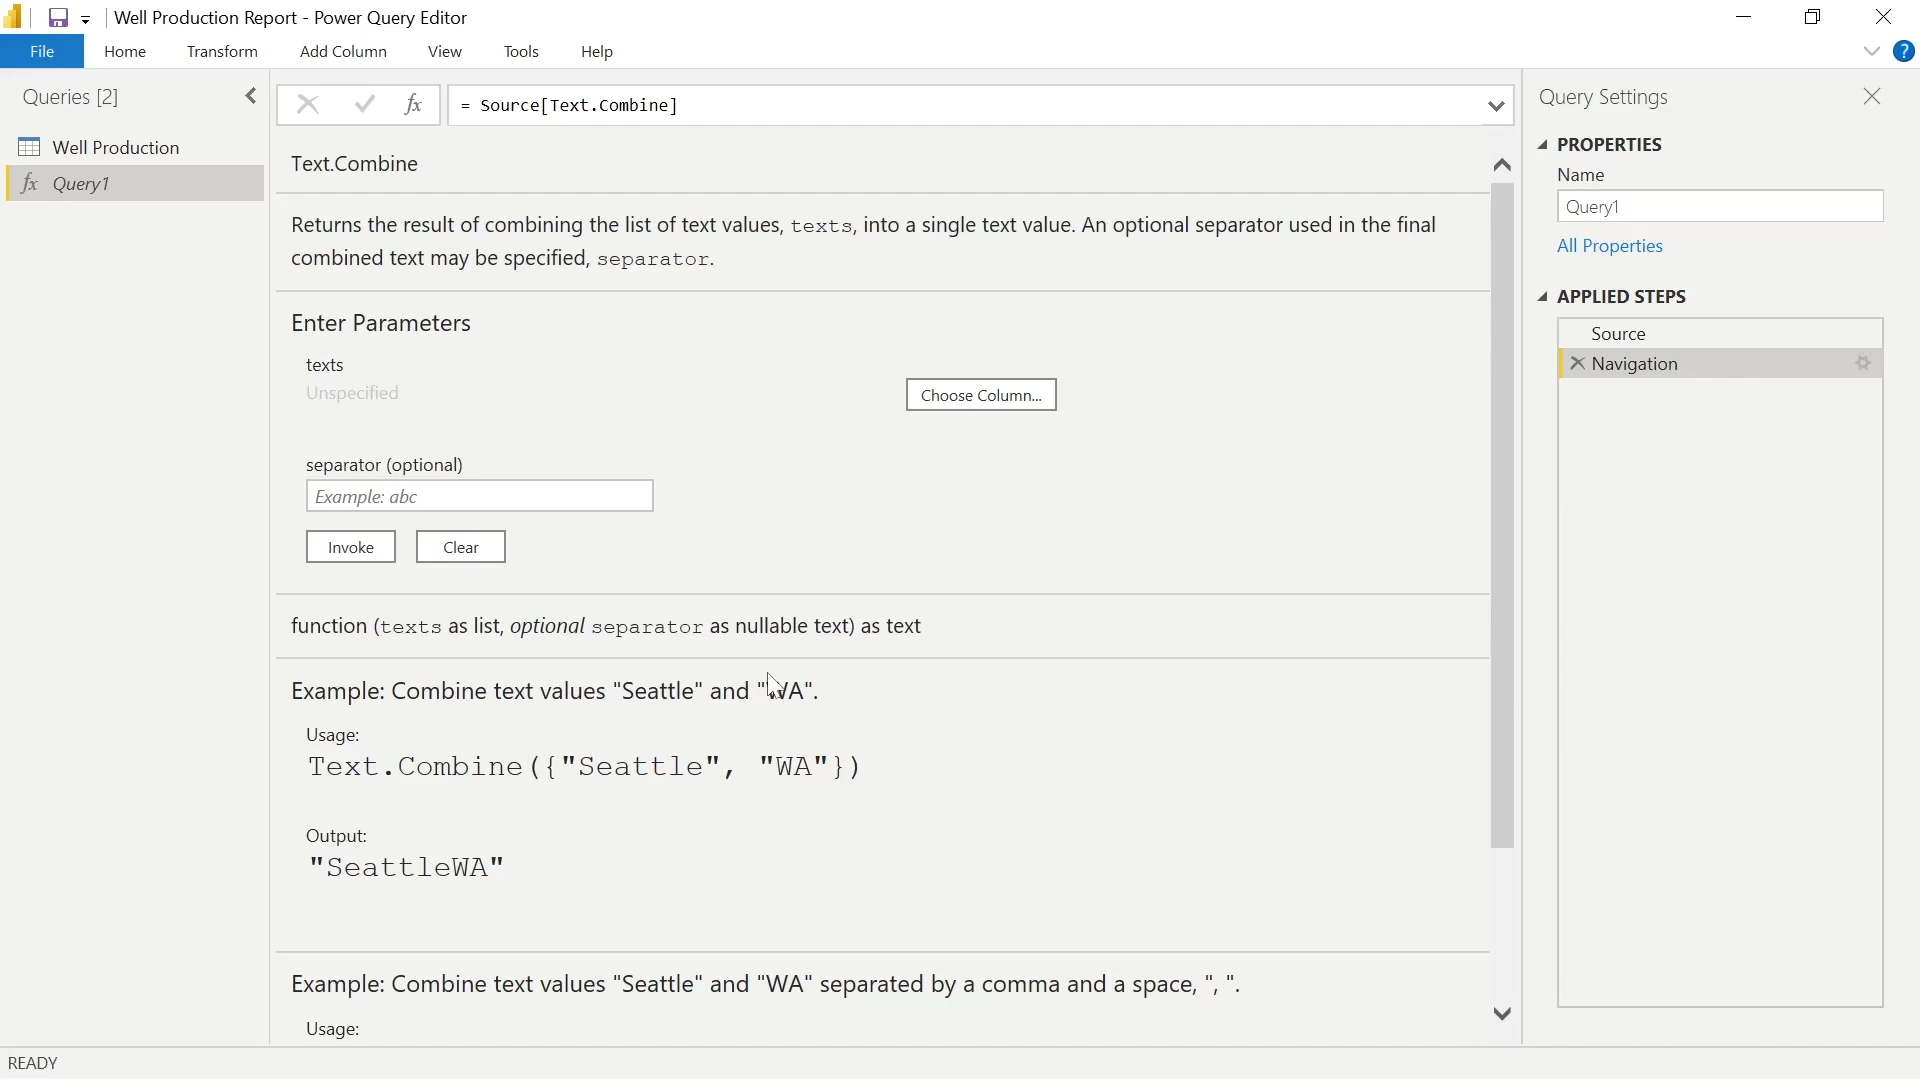 Well Production Report - Power Query Editor
File Home Transform Add Column View Tools Help ?
Queries [2]
Well Production
fx Query1
fx = Source[Text.Combine]
Text.Combine
Returns the result of combining the list of text values, texts, into a single text value. An optional separator used in the final
combined text may be specified, separator.
Enter Parameters
texts
Unspecified
Choose Column...
separator (optional)
Example: abc
Invoke Clear
function (texts as list, optional separator as nullable text) as text
Example: Combine text values "Seattle" and "WA".
Usage:
Text.Combine({"Seattle", "WA"})
Output:
"SeattleWA"
Example: Combine text values "Seattle" and "WA" separated by a comma and a space, ", ".
Usage:
Query Settings
PROPERTIES
Name
Query1
All Properties
APPLIED STEPS
Source
Navigation
READY